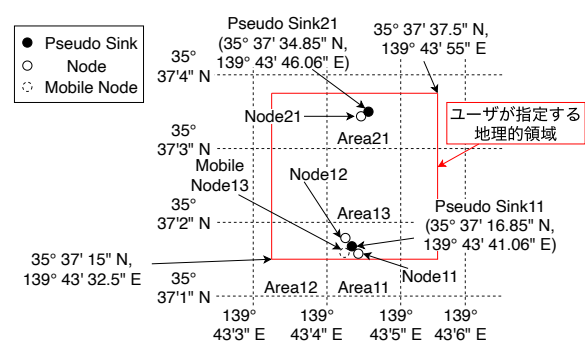 Pseudo Sink
Node
Mobile Node
Pseudo Sink21
(35° 37' 34.85" N,
139° 43' 46.06" E)
35° 37' 37.5" N,
139° 43' 55" E
35°
37'4" N
Node21
Area21
ユーザが指定する
地理的領域
35°
37'3" N
Mobile
Node13
Node12
35°
37'2" N
Area13
Pseudo Sink11
(35° 37' 16.85" N,
139° 43' 41.06" E)
35° 37' 15" N,
139° 43' 32.5" E
Node11
35°
37'1" N
Area12
Area11
139°
43'3" E
139°
43'4" E
139°
43'5" E
139°
43'6" E